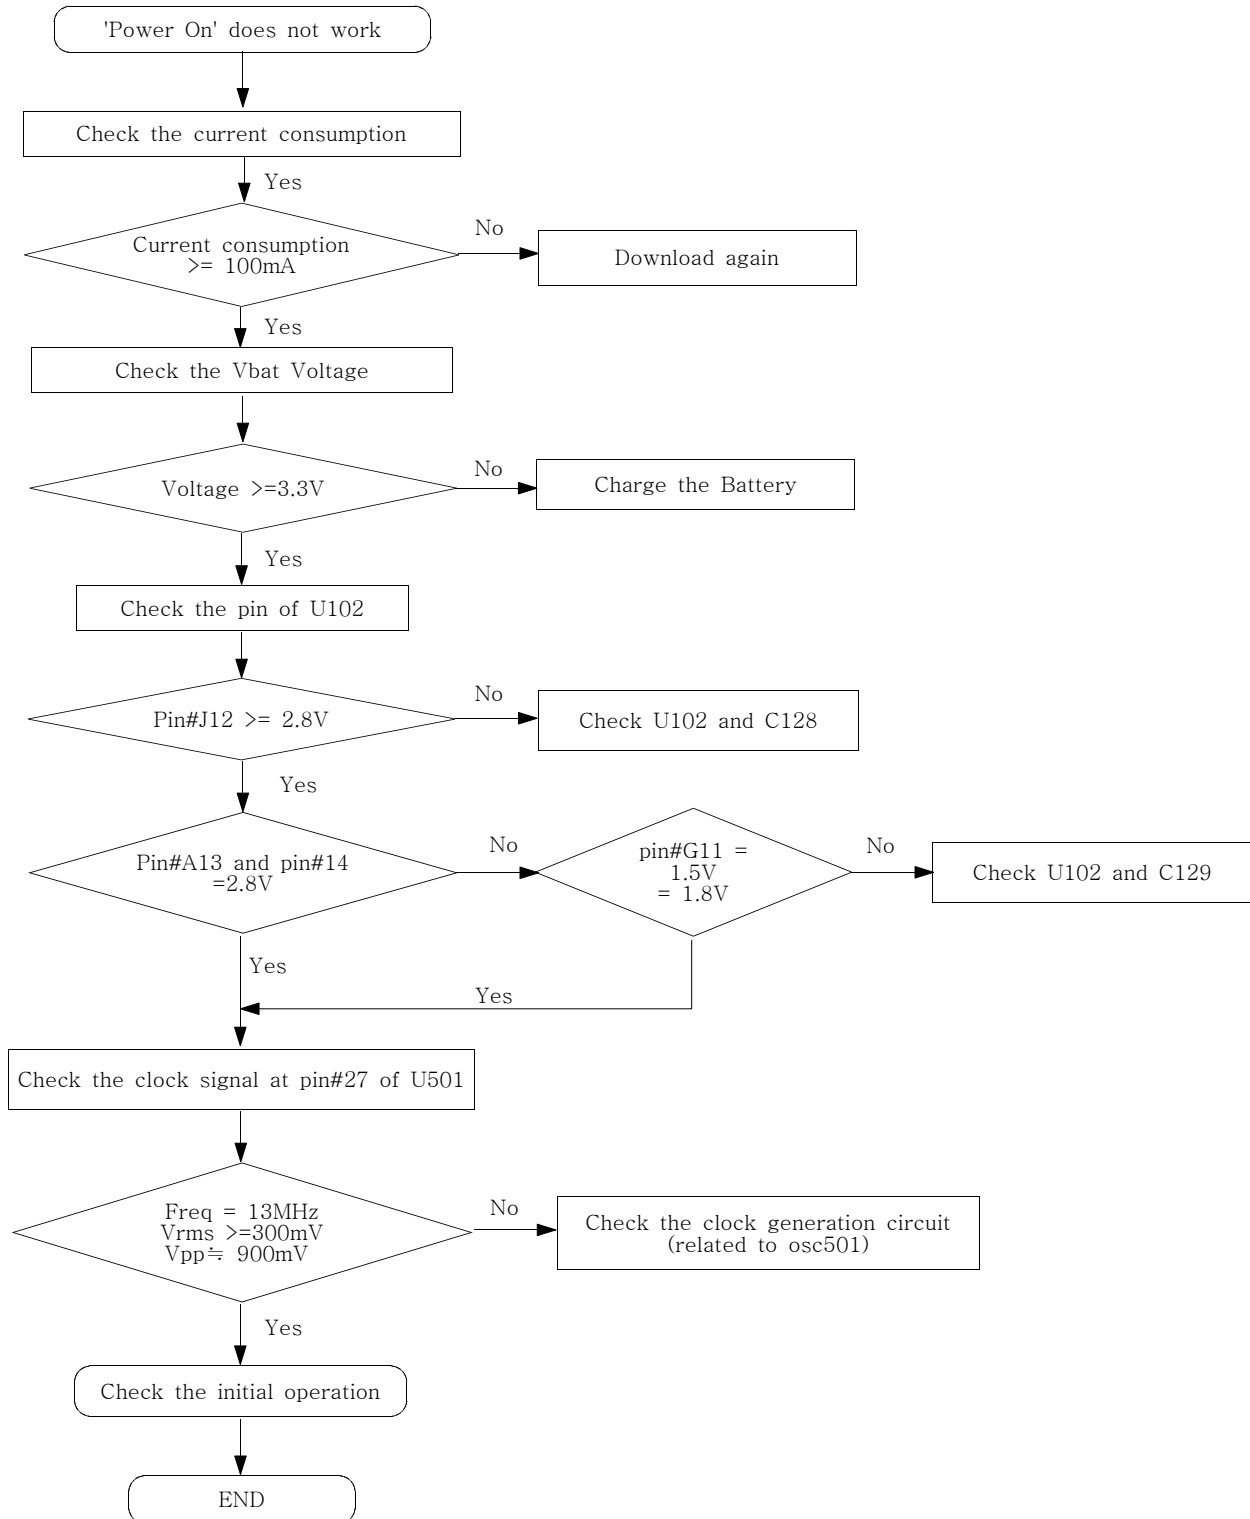 'Power On' does not work
Check the current consumption
Yes
Current consumption
>= 100mA
No
Download again
Yes
Check the Vbat Voltage
Voltage >=3.3V
No
Charge the Battery
Yes
Check the pin of U102
Pin#J12 >= 2.8V
No
Check U102 and C128
Yes
Pin#A13 and pin#14
=2.8V
No
pin#G11 =
1.5V
= 1.8V
No
Check U102 and C129
Yes
Yes
Check the clock signal at pin#27 of U501
Freq = 13MHz
Vrms >=300mV
Vpp≒ 900mV
No
Check the clock generation circuit
(related to osc501)
Yes
Check the initial operation
END